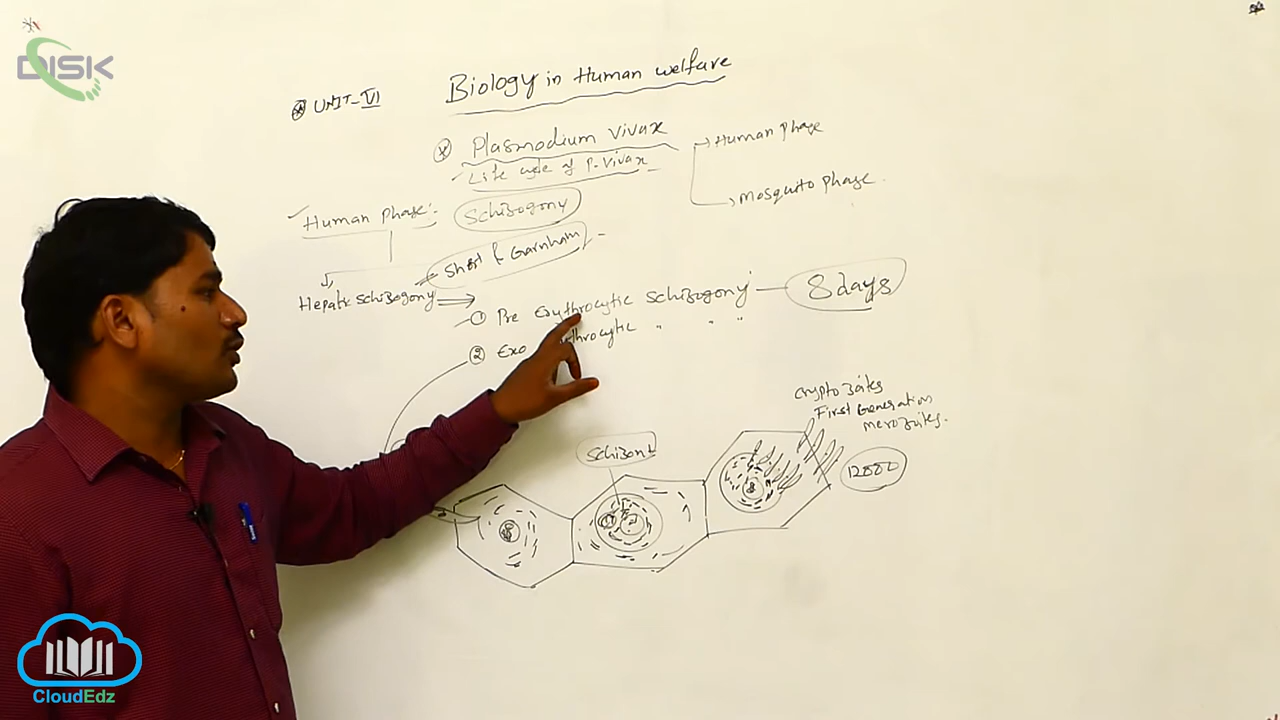 DISK
UNIT-VI
Biology in Human welfare
Plasmodium vivax
Life cycle of P-vivax
Human phase
Mosquito phase
Human phase:-
Schizogony
Short & Garnham
Hepatic Schizogony
① Pre Erythrocytic Schizogony — 8 days
② Exo " "
Schizont
Cryptozoites
First Generation
merozoites.
12000
CloudEdz